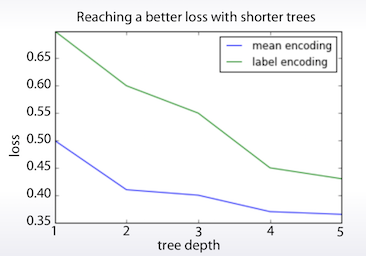 Reaching a better loss with shorter trees
mean encoding
label encoding
0.65
0.60
0.55
0.50
0.45
0.40
0.35
loss
1 2 3 4 5
tree depth